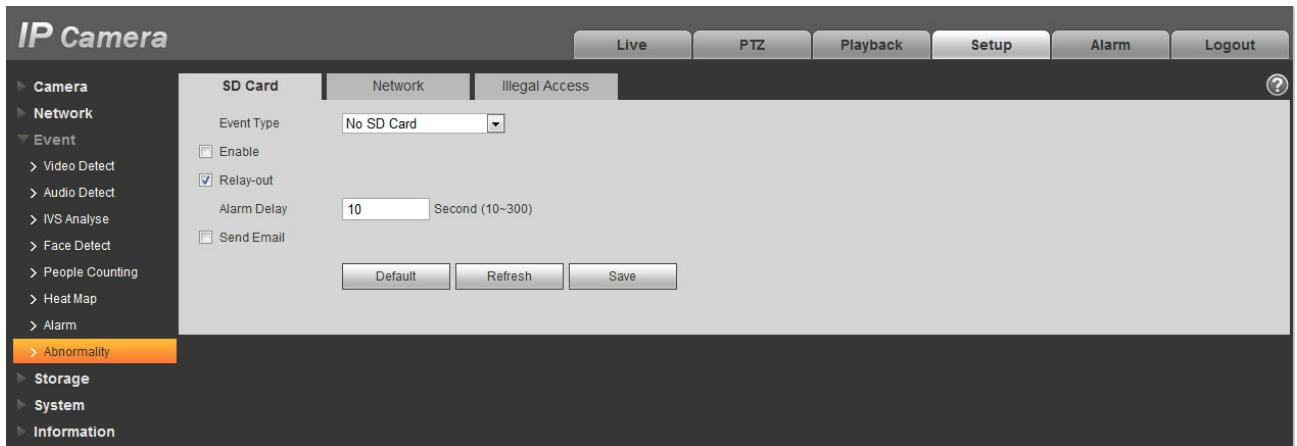 IP Camera
Live PTZ Playback Setup Alarm Logout
Camera
Network
Event
> Video Detect
> Audio Detect
> IVS Analyse
> Face Detect
> People Counting
> Heat Map
> Alarm
> Abnormality
Storage
System
Information
SD Card Network Illegal Access
?
Event Type No SD Card
Enable
Relay-out
Alarm Delay 10 Second (10~300)
Send Email
Default Refresh Save